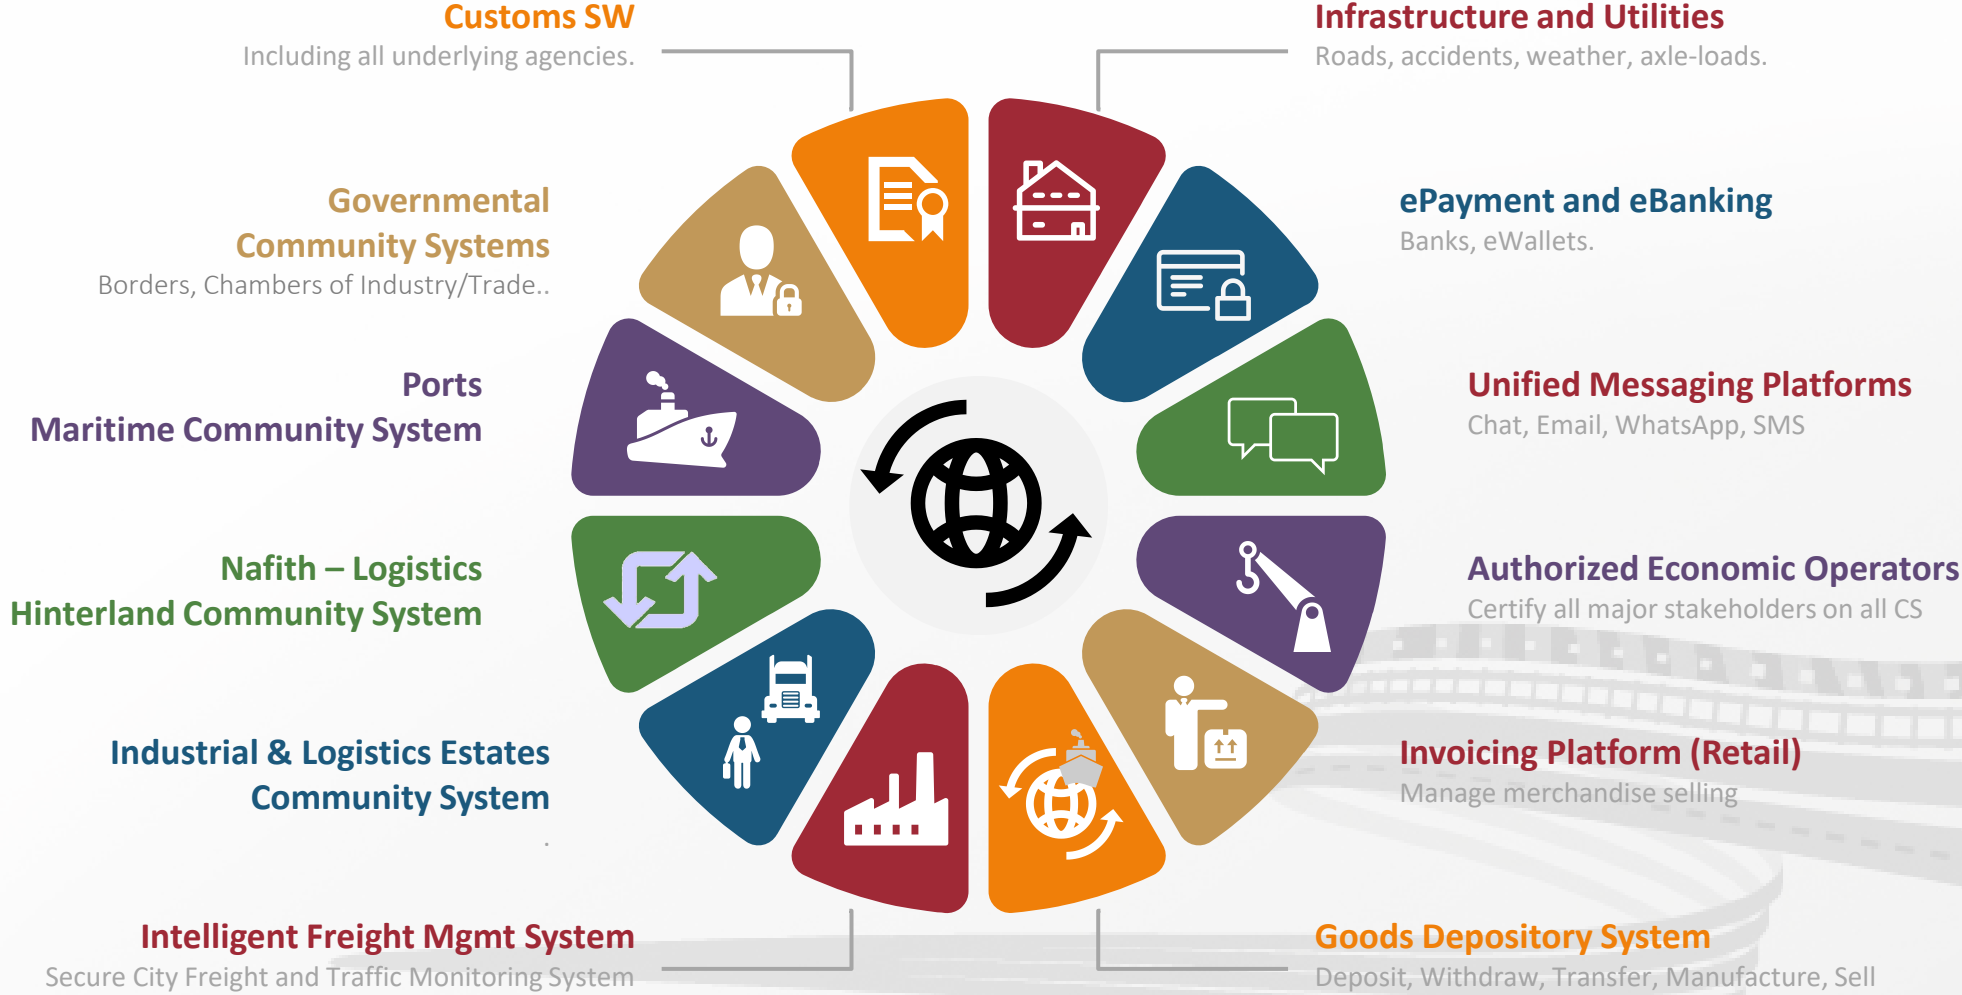 Customs SW
Including all underlying agencies.
Governmental
Community Systems
Borders, Chambers of Industry/Trade..
Ports
Maritime Community System
Nafith – Logistics
Hinterland Community System
Industrial & Logistics Estates
Community System
.
Intelligent Freight Mgmt System
Secure City Freight and Traffic Monitoring System
Infrastructure and Utilities
Roads, accidents, weather, axle-loads.
ePayment and eBanking
Banks, eWallets.
Unified Messaging Platforms
Chat, Email, WhatsApp, SMS
Authorized Economic Operators
Certify all major stakeholders on all CS
Invoicing Platform (Retail)
Manage merchandise selling
Goods Depository System
Deposit, Withdraw, Transfer, Manufacture, Sell